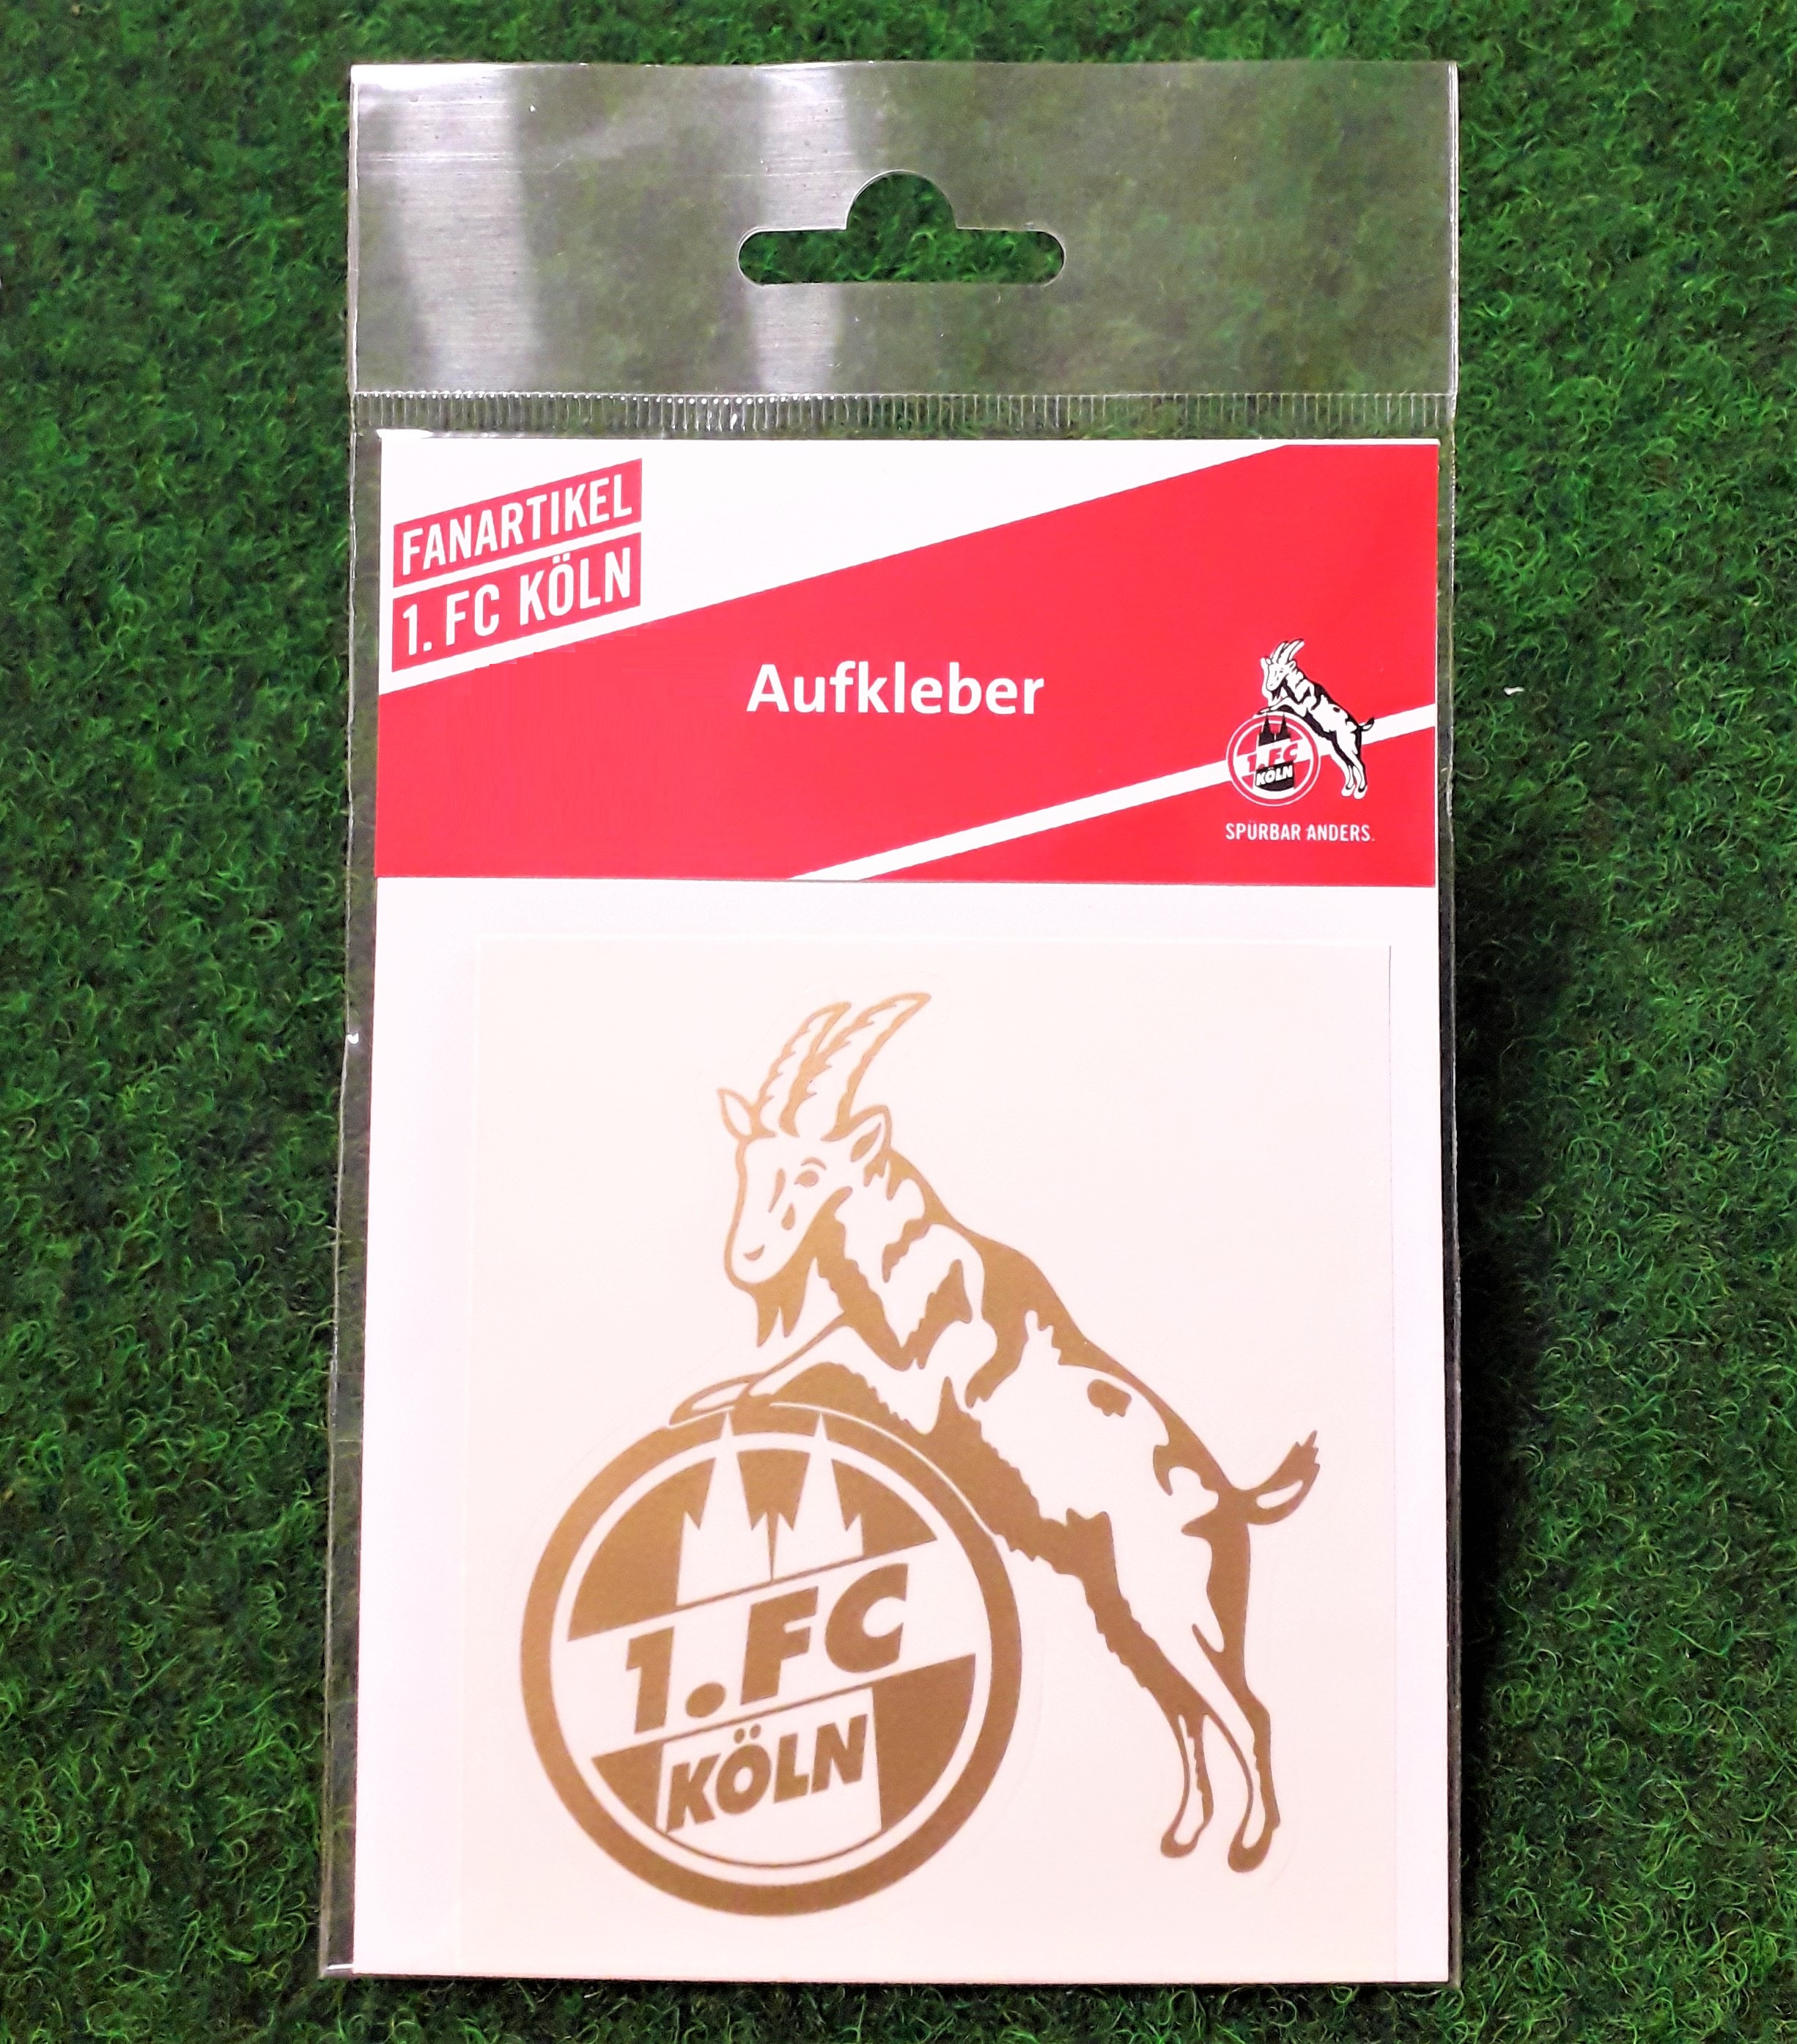 FANARTIKEL
1. FC KÖLN
Aufkleber
1. FC
KÖLN
SPÜRBAR ANDERS.
1. FC
KÖLN